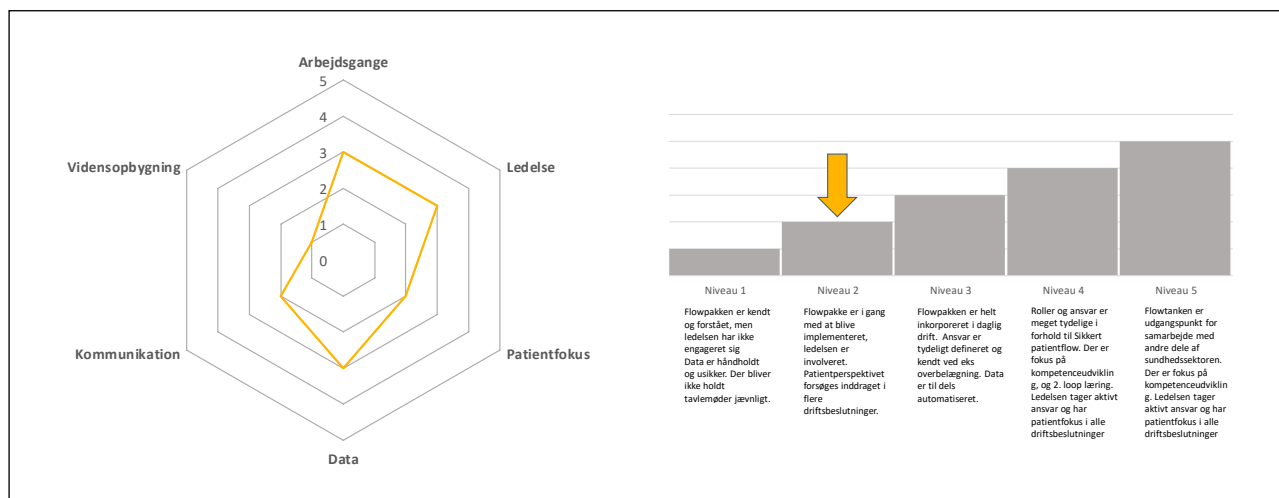 Arbejdsgange
5
4
3
2
1
0
Ledelse
Patientfokus
Data
Kommunikation
Vidensopbygning
Niveau 1
Flowpakken er kendt
og forstået, men
ledelsen har ikke
engageret sig
Data er håndholdt
og usikker. Der bliver
ikke holdt
tavlemøder jævnligt.
Niveau 2
Flowpakke er i gang
med at blive
implementeret,
ledelsen er
involveret.
Patientperspektivet
forsøges inddraget i
flere
driftsbeslutninger.
Niveau 3
Flowpakken er helt
inkorporeret i daglig
drift. Ansvar er
tydeligt defineret og
kendt ved eks
overbelægning. Data
er til dels
automatiseret.
Niveau 4
Roller og ansvar er
meget tydelige i
forhold til Sikkert
patientflow. Der er
fokus på
kompetenceudviklin
g, og 2. loop læring.
Ledelsen tager aktivt
ansvar og har
patientfokus i alle
driftsbeslutninger
Niveau 5
Flowtanken er
udgangspunkt for
samarbejde med
andre dele af
sundhedssektoren.
Der er fokus på
kompetenceudviklin
g. Ledelsen tager
aktivt ansvar og har
patientfokus i alle
driftsbeslutninger